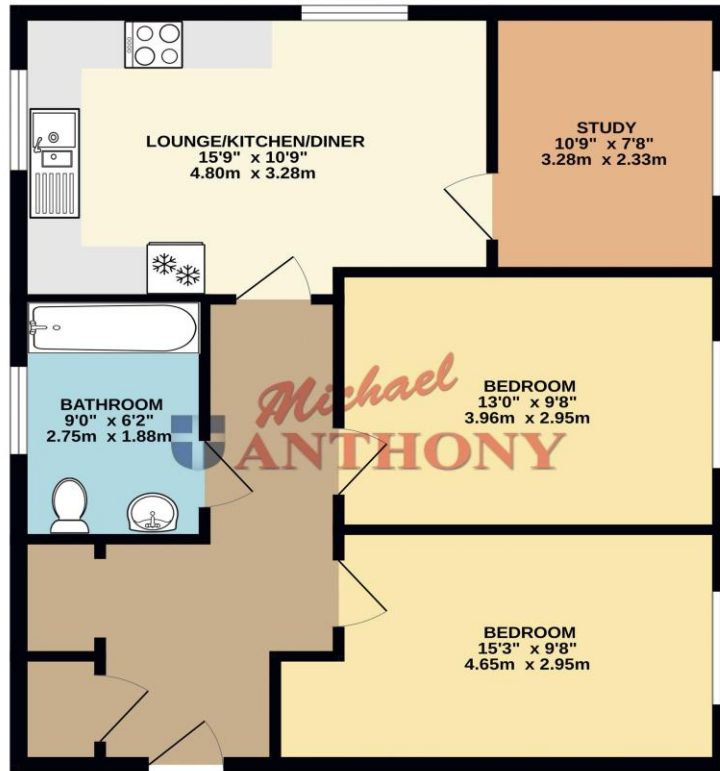 LOUNGE/KITCHEN/DINER
15'9" x 10'9"
4.80m x 3.28m
STUDY
10'9" x 7'8"
3.28m x 2.33m
BATHROOM
9'0" x 6'2"
2.75m x 1.88m
BEDROOM
13'0" x 9'8"
3.96m x 2.95m
Michael
ANTHONY
BEDROOM
15'3" x 9'8"
4.65m x 2.95m